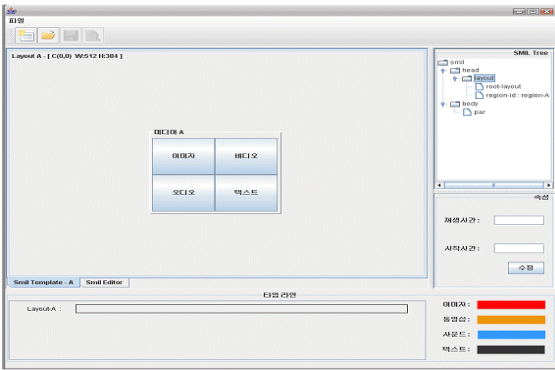 파일
Layout A - [ C(0,0) W:512 H:384 ]
미디어 A
이미지
비디오
오디오
텍스트
Smil Template - A
Smil Editor
SMIL Tree
smil
head
layout
root-layout
region-id : region-A
body
par
속성
재생시간 :
시작시간 :
수정
타임라인
Layout-A :
이미지 :
동영상 :
사운드 :
텍스트 :